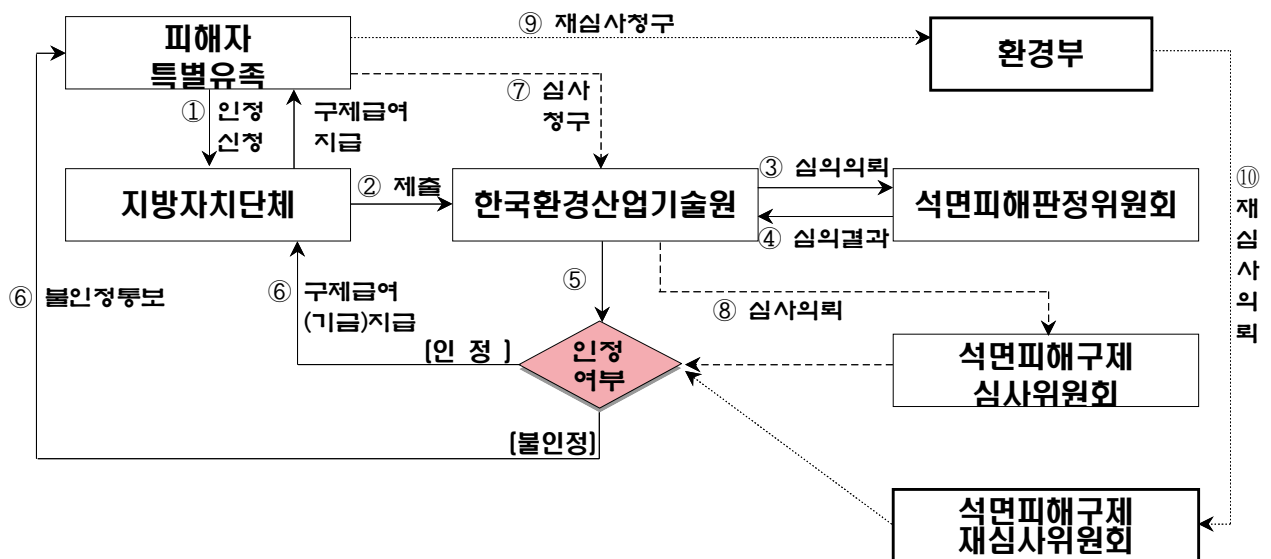 ⑨ 재심사청구
피해자
특별유족
환경부
① 인정
신청
구제급여
지급
⑦ 심사
청구
지방자치단체
② 제출
한국환경산업기술원
③ 심의의뢰
④ 심의결과
석면피해판정위원회
⑩
재
심
사
의
뢰
⑥ 불인정통보
⑥ 구제급여
(기금)지급
⑤
⑧ 심사의뢰
[인 정 ]
인정
여부
석면피해구제
심사위원회
[불인정]
석면피해구제
재심사위원회